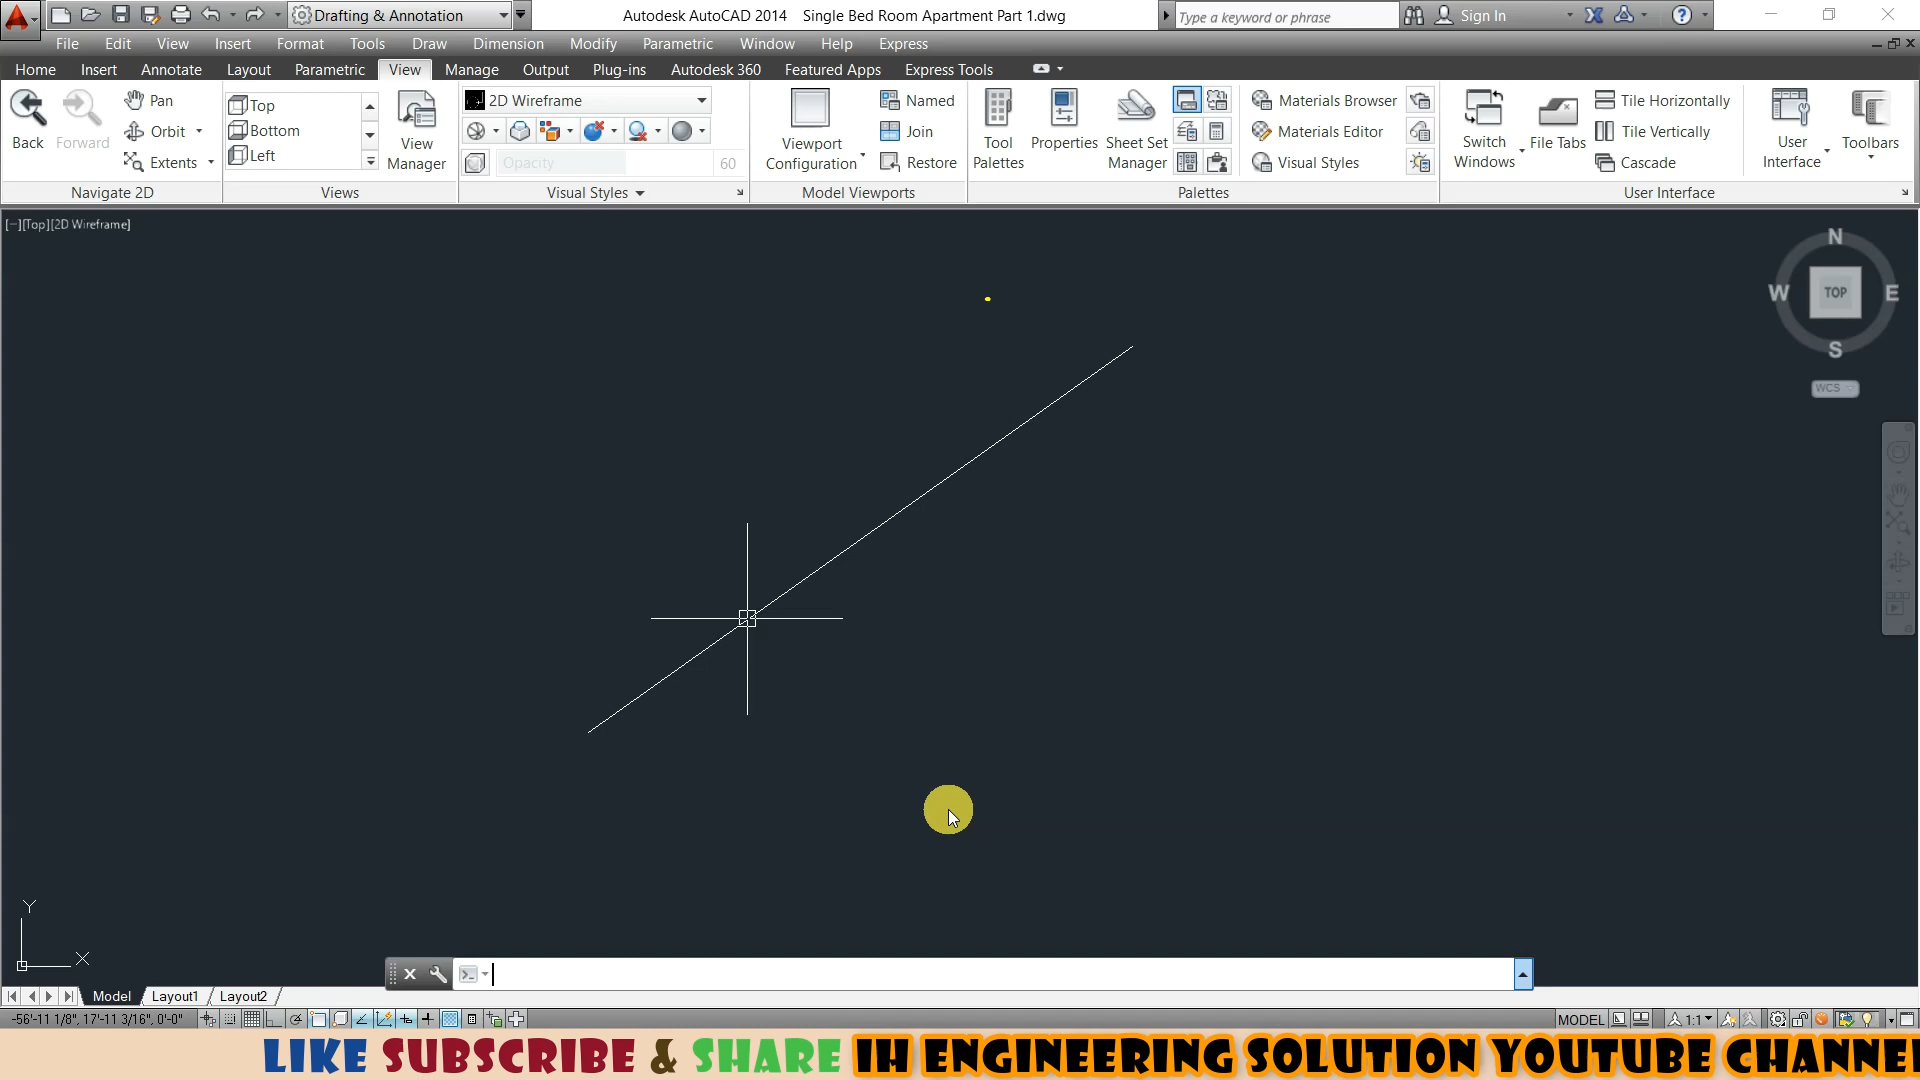 Drafting & Annotation
Autodesk AutoCAD 2014 Single Bed Room Apartment Part 1.dwg
Type a keyword or phrase
Sign In
File Edit View Insert Format Tools Draw Dimension Modify Parametric Window Help Express
Home Insert Annotate Layout Parametric View Manage Output Plug-ins Autodesk 360 Featured Apps Express Tools
Back
Forward
Pan
Orbit
Extents
Navigate 2D
Top
Bottom
Left
View Manager
Views
2D Wireframe
Opacity 60
Visual Styles
Viewport Configuration
Named
Join
Restore
Model Viewports
Tool Palettes
Properties
Sheet Set Manager
Materials Browser
Materials Editor
Visual Styles
Palettes
Switch Windows
File Tabs
Tile Horizontally
Tile Vertically
Cascade
User Interface
Toolbars
User Interface
[−][Top][2D Wireframe]
N
W TOP E
S
WCS
Y
X
Model Layout1 Layout2
-56'-11 1/8", 17'-11 3/16", 0'-0"
MODEL
1:1
LIKE SUBSCRIBE & SHARE IH ENGINEERING SOLUTION YOUTUBE CHANNEL